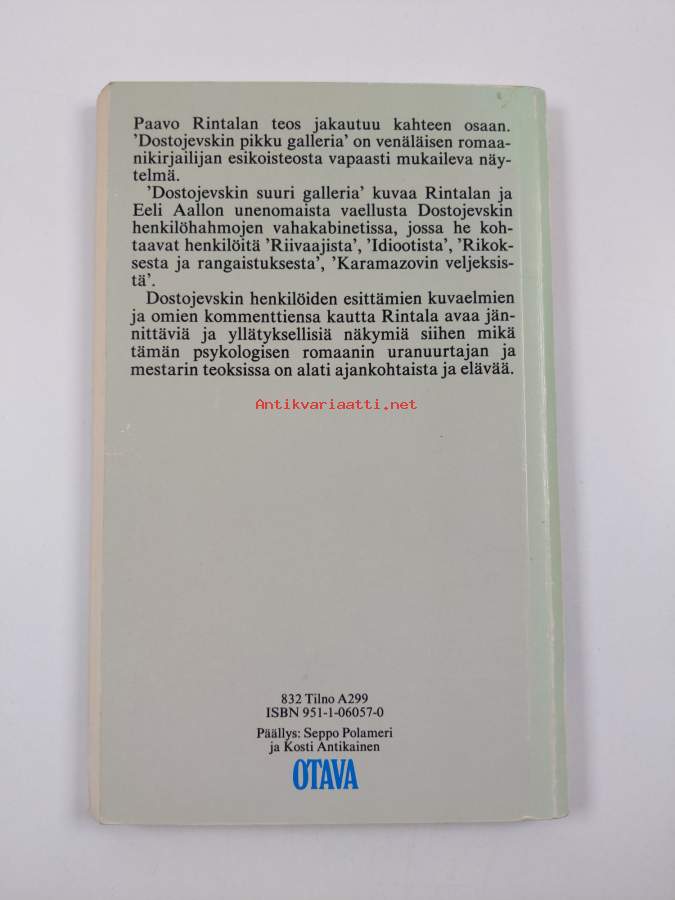 Paavo Rintalan teos jakautuu kahteen osaan.
'Dostojevskin pikku galleria' on venäläisen romaa-
nikirjailijan esikoisteosta vapaasti mukaileva näy-
telmä.
'Dostojevskin suuri galleria' kuvaa Rintalan ja
Eeli Aallon unenomaista vaellusta Dostojevskin
henkilöhahmojen vahakabinetissa, jossa he koh-
taavat henkilöitä 'Riivaajista', 'Idiootista', 'Rikok-
sesta ja rangaistuksesta', 'Karamazovin veljeksis-
tä'.
Dostojevskin henkilöiden esittämien kuvaelmien
ja omien kommenttiensa kautta Rintala avaa jän-
nittäviä ja yllätyksellisiä näkymiä siihen mikä
tämän psykologisen romaanin uranuurtajan ja
mestarin teoksissa on alati ajankohtaista ja elävää.
Antikvariaatti.net
832 Tilno A299
ISBN 951-1-06057-0
Päällys: Seppo Polameri
ja Kosti Antikainen
OTAVA